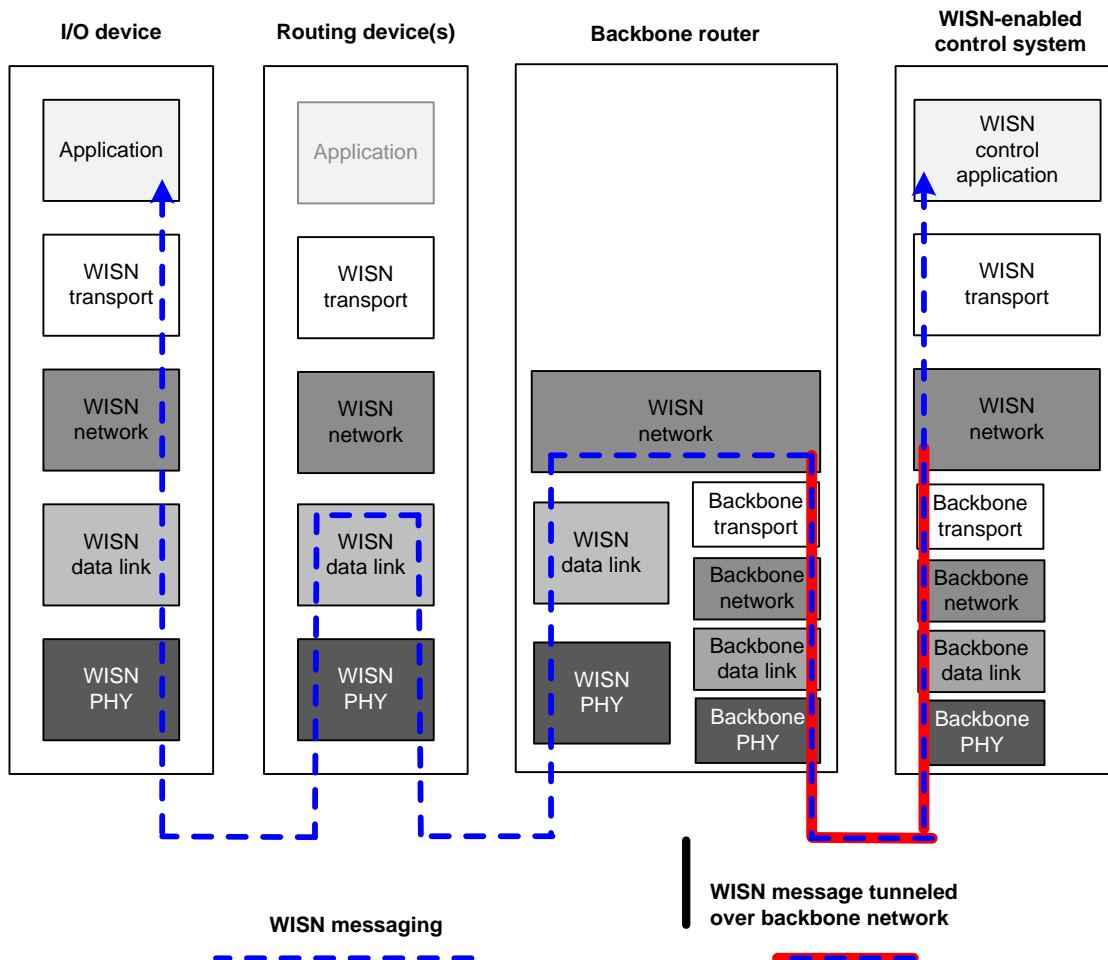 I/O device
Routing device(s)
Backbone router
WISN-enabled
control system
Application
WISN
transport
WISN
network
WISN
data link
WISN
PHY
Application
WISN
transport
WISN
network
WISN
data link
WISN
PHY
WISN
network
WISN
data link
WISN
PHY
Backbone
transport
Backbone
network
Backbone
data link
Backbone
PHY
WISN
control
application
WISN
transport
WISN
network
Backbone
transport
Backbone
network
Backbone
data link
Backbone
PHY
WISN messaging
WISN message tunneled
over backbone network